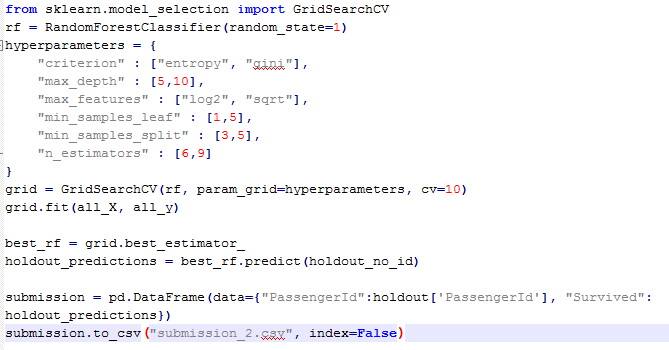 from sklearn.model_selection import GridSearchCV
rf = RandomForestClassifier(random_state=1)
hyperparameters = {
    "criterion" : ["entropy", "gini"],
    "max_depth" : [5,10],
    "max_features" : ["log2", "sqrt"],
    "min_samples_leaf" : [1,5],
    "min_samples_split" : [3,5],
    "n_estimators" : [6,9]
}
grid = GridSearchCV(rf, param_grid=hyperparameters, cv=10)
grid.fit(all_X, all_y)

best_rf = grid.best_estimator_
holdout_predictions = best_rf.predict(holdout_no_id)

submission = pd.DataFrame(data={"PassengerId":holdout['PassengerId'], "Survived":
holdout_predictions})
submission.to_csv("submission_2.csv", index=False)